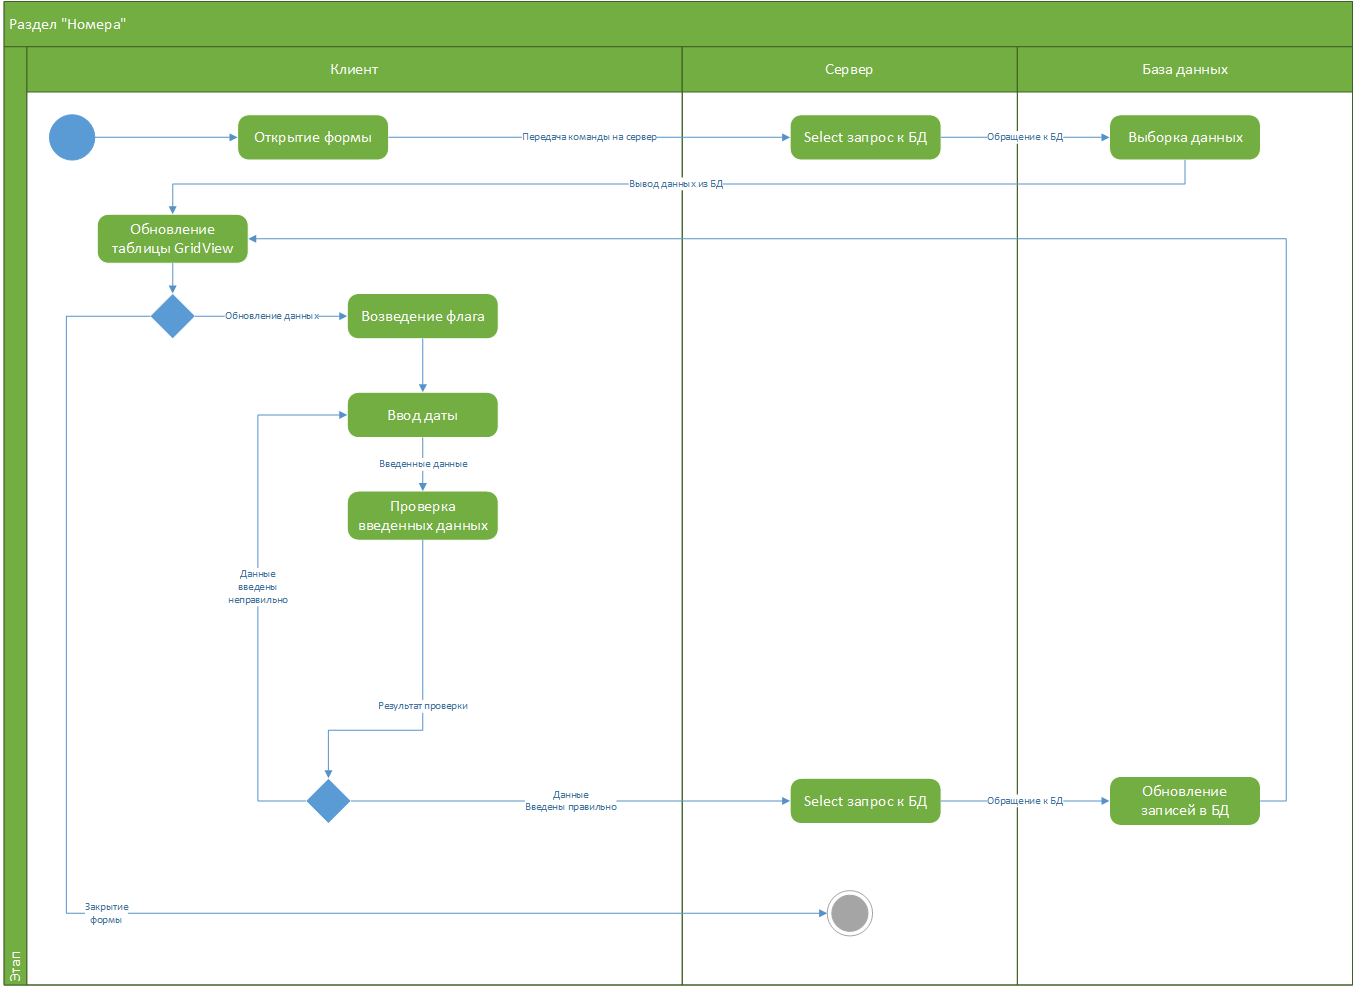 Раздел "Номера"
Клиент
Сервер
База данных
Открытие формы
Передача команды на сервер
Select запрос к БД
Обращение к БД
Выборка данных
Вывод данных из БД
Обновление
таблицы GridView
Обновление данных
Возведение флага
Ввод даты
Введенные данные
Проверка
введенных данных
Данные
введены
неправильно
Результат проверки
Данные
Введены правильно
Select запрос к БД
Обращение к БД
Обновление
записей в БД
Закрытие
формы
Этап